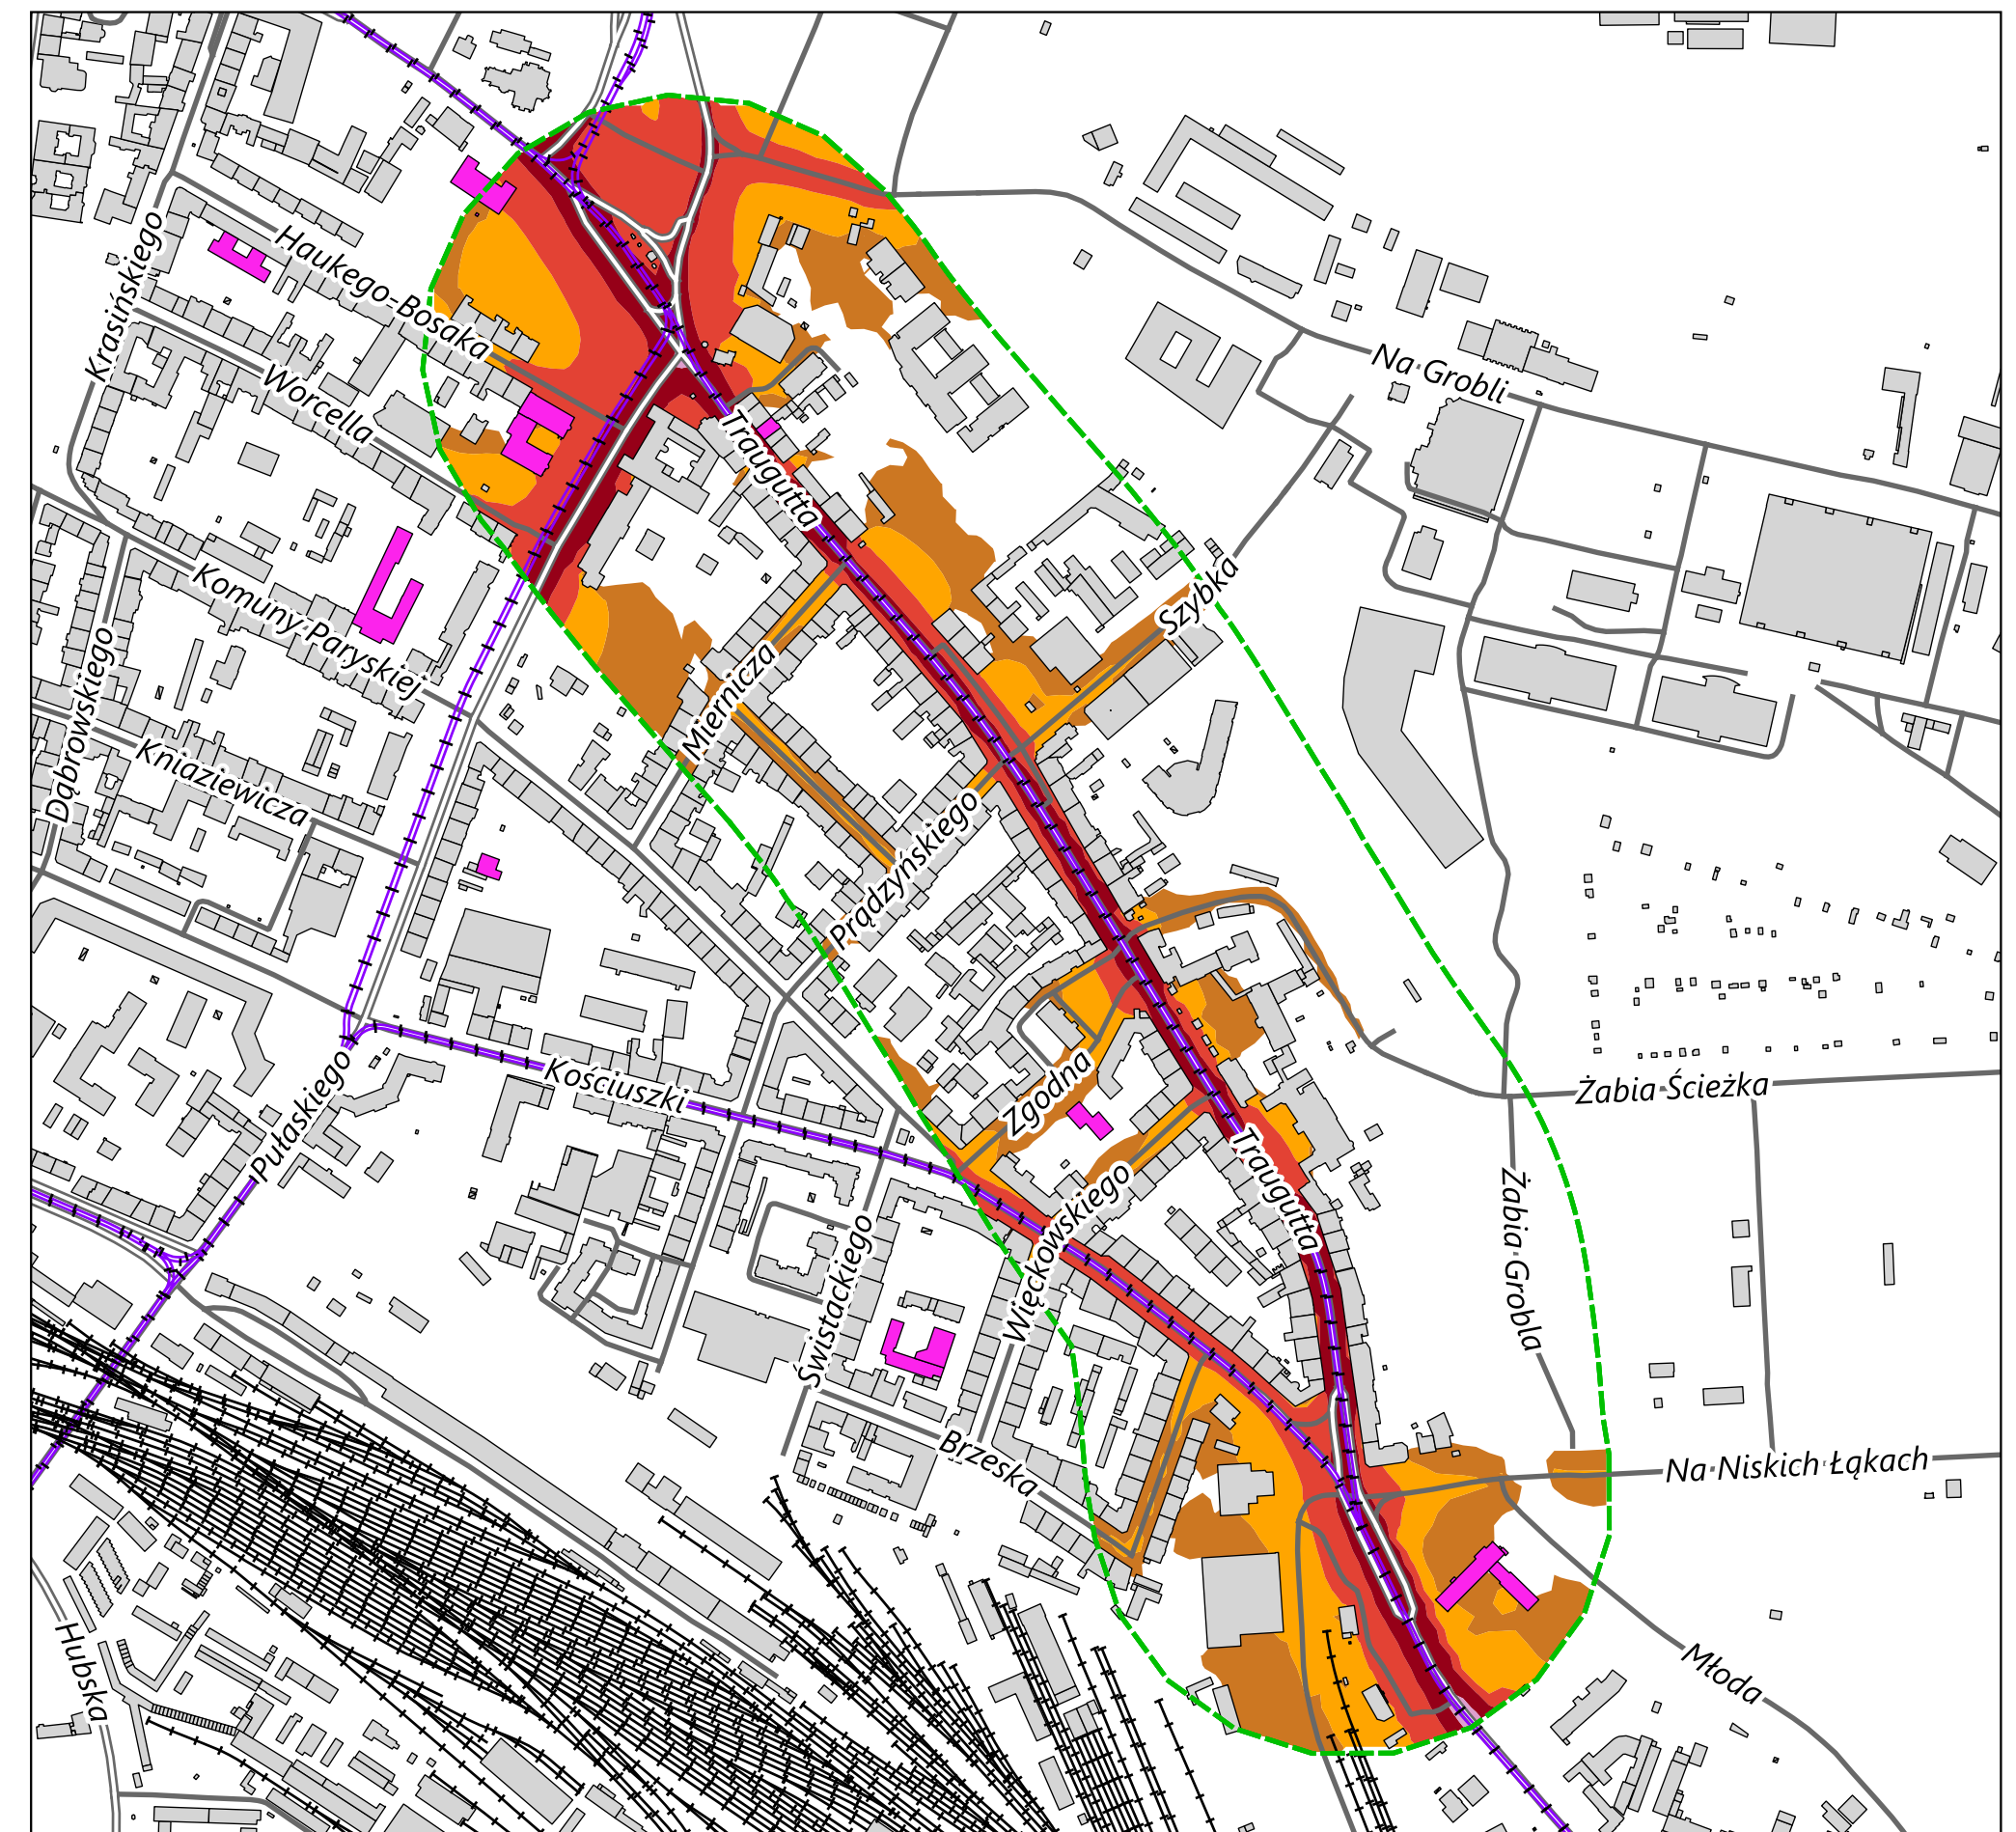 Krasińskiego
Haukego-Bosaka
Worcella
Na Grobli
Traugutta
Komuny Paryskiej
Szybka
Dąbrowskiego
Miernicza
Kniaziewicza
Prądzyńskiego
Pułaskiego
Kościuszki
Zgodna
Żabia Ścieżka
Traugutta
Więckowskiego
Żabia Grobla
Świstackiego
Brzeska
Na Niskich Łąkach
Hubska
Młoda